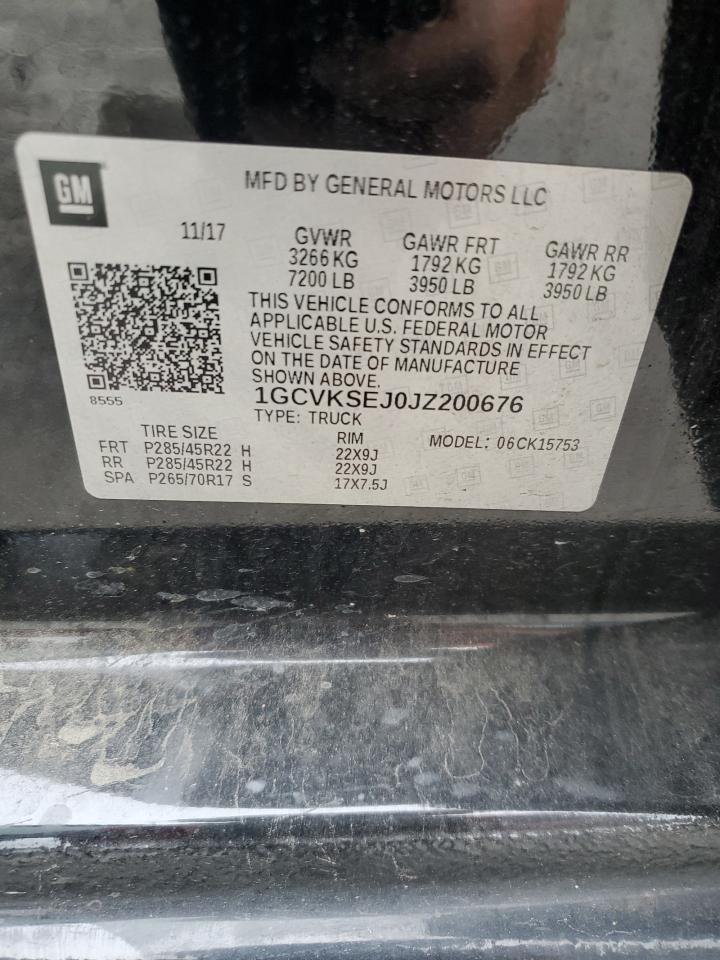 GM
MFD BY GENERAL MOTORS LLC
11/17 GVWR GAWR FRT GAWR RR
3266 KG 1792 KG 1792 KG
7200 LB 3950 LB 3950 LB
THIS VEHICLE CONFORMS TO ALL
APPLICABLE U.S. FEDERAL MOTOR
VEHICLE SAFETY STANDARDS IN EFFECT
ON THE DATE OF MANUFACTURE
SHOWN ABOVE.
8555
1GCVKSEJ0JZ200676
TYPE: TRUCK
TIRE SIZE RIM MODEL: 06CK15753
FRT P285/45R22 H 22X9J
RR P285/45R22 H 22X9J
SPA P265/70R17 S 17X7.5J